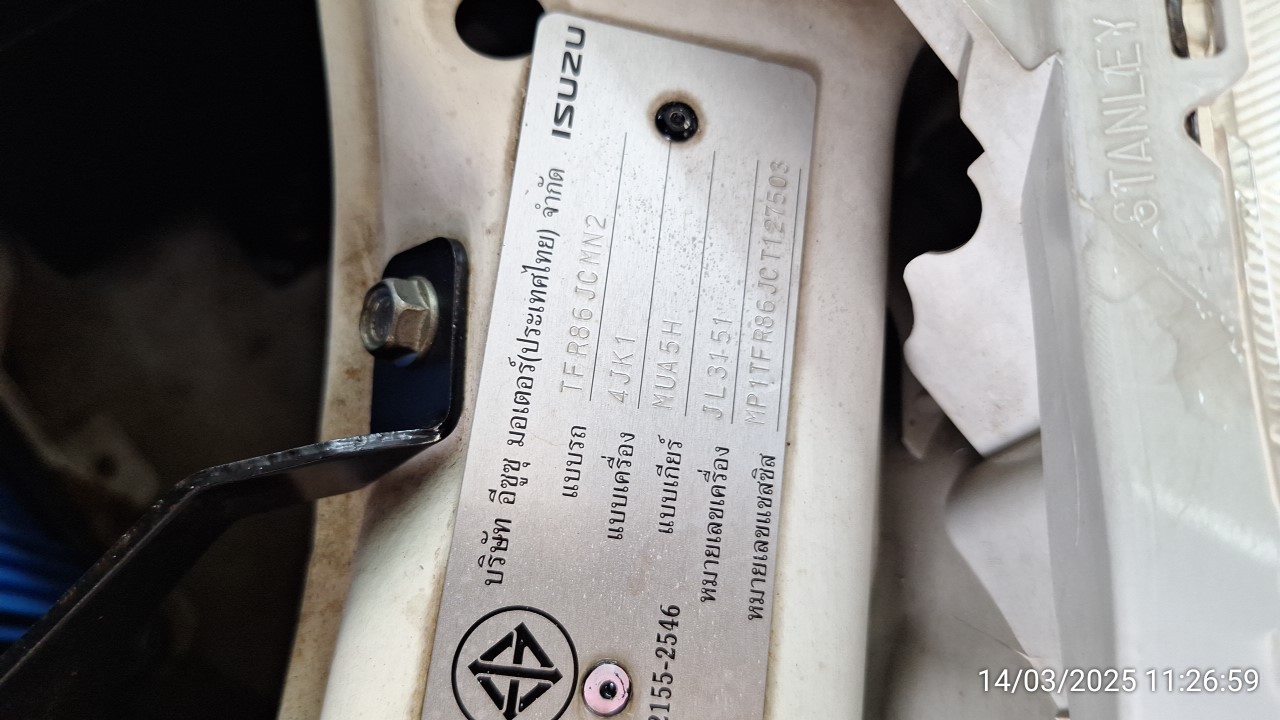 ISUZU
บริษัท อีซูซุ มอเตอร์(ประเทศไทย) จำกัด
แบบรถ TFR86JCMN2
แบบเครื่อง 4JK1
แบบเกียร์ MUA5H
หมายเลขเครื่อง JL3151
หมายเลขแชสซิส MP1TFR86JCT127503
2155-2546
STANLEY
14/03/2025 11:26:59